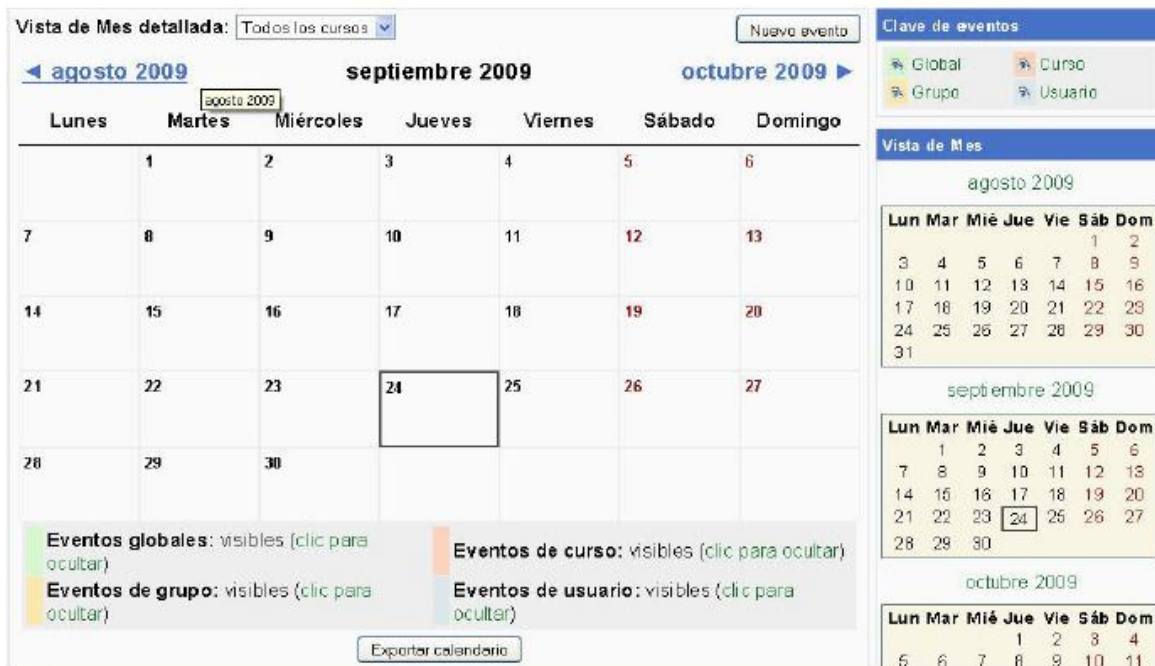 Vista de Mes detallada: Todos los cursos Nuevo evento
◄ agosto 2009 septiembre 2009 octubre 2009 ►
agosto 2009
Lunes Martes Miércoles Jueves Viernes Sábado Domingo
1 2 3 4 5 6
7 8 9 10 11 12 13
14 15 16 17 18 19 20
21 22 23 24 25 26 27
28 29 30
Eventos globales: visibles (clic para
ocultar)
Eventos de curso: visibles (clic para ocultar)
Eventos de grupo: visibles (clic para
ocultar)
Eventos de usuario: visibles (clic para
ocultar)
Exportar calendario
Clave de eventos
Global Curso
Grupo Usuario
Vista de Mes
agosto 2009
Lun Mar Mié Jue Vie Sáb Dom
1 2
3 4 5 6 7 8 9
10 11 12 13 14 15 16
17 18 19 20 21 22 23
24 25 26 27 28 29 30
31
septiembre 2009
Lun Mar Mié Jue Vie Sáb Dom
1 2 3 4 5 6
7 8 9 10 11 12 13
14 15 16 17 18 19 20
21 22 23 24 25 26 27
28 29 30
octubre 2009
Lun Mar Mié Jue Vie Sáb Dom
1 2 3 4
5 6 7 8 9 10 11